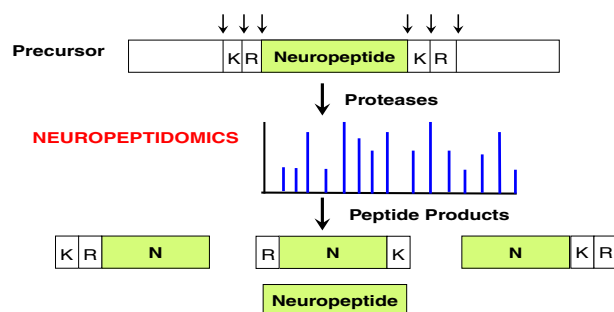 Precursor
K R Neuropeptide K R
Proteases
NEUROPEPTIDOMICS
Peptide Products
K R N
R N K
N K R
Neuropeptide